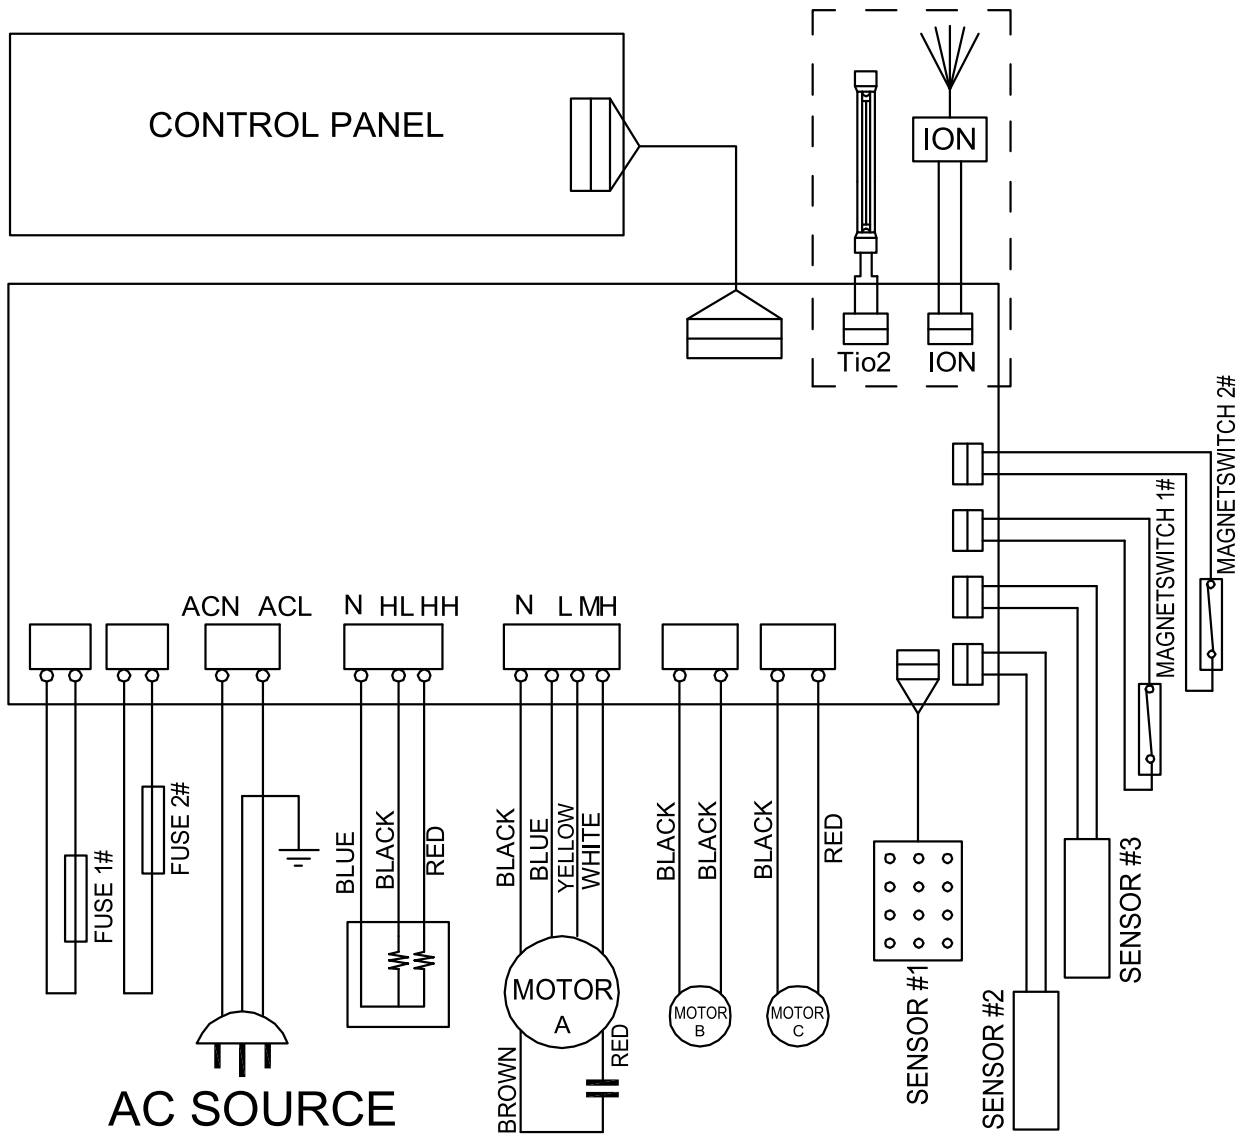 CONTROL PANEL
ION
Tio2
ION
MAGNETSWITCH 2#
MAGNETSWITCH 1#
ACN ACL
N HL HH
N L M H
FUSE 1#
FUSE 2#
BLUE
BLACK
RED
BLACK
BLUE
YELLOW
WHITE
BLACK
BLACK
BLACK
RED
MOTOR
A
MOTOR
B
MOTOR
C
BROWN
RED
SENSOR #1
SENSOR #2
SENSOR #3
AC SOURCE